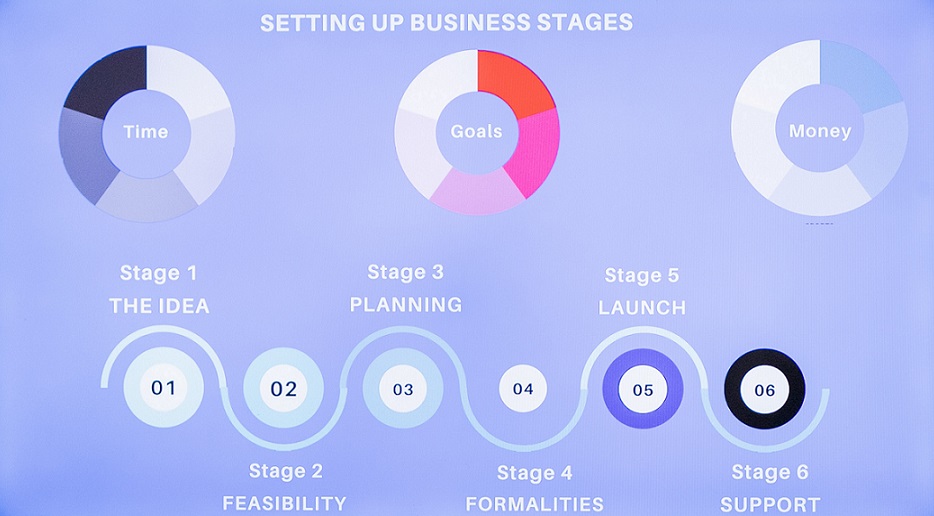 SETTING UP BUSINESS STAGES
Time
Goals
Money
Stage 1
THE IDEA
Stage 3
PLANNING
Stage 5
LAUNCH
01
02
03
04
05
06
Stage 2
FEASIBILITY
Stage 4
FORMALITIES
Stage 6
SUPPORT